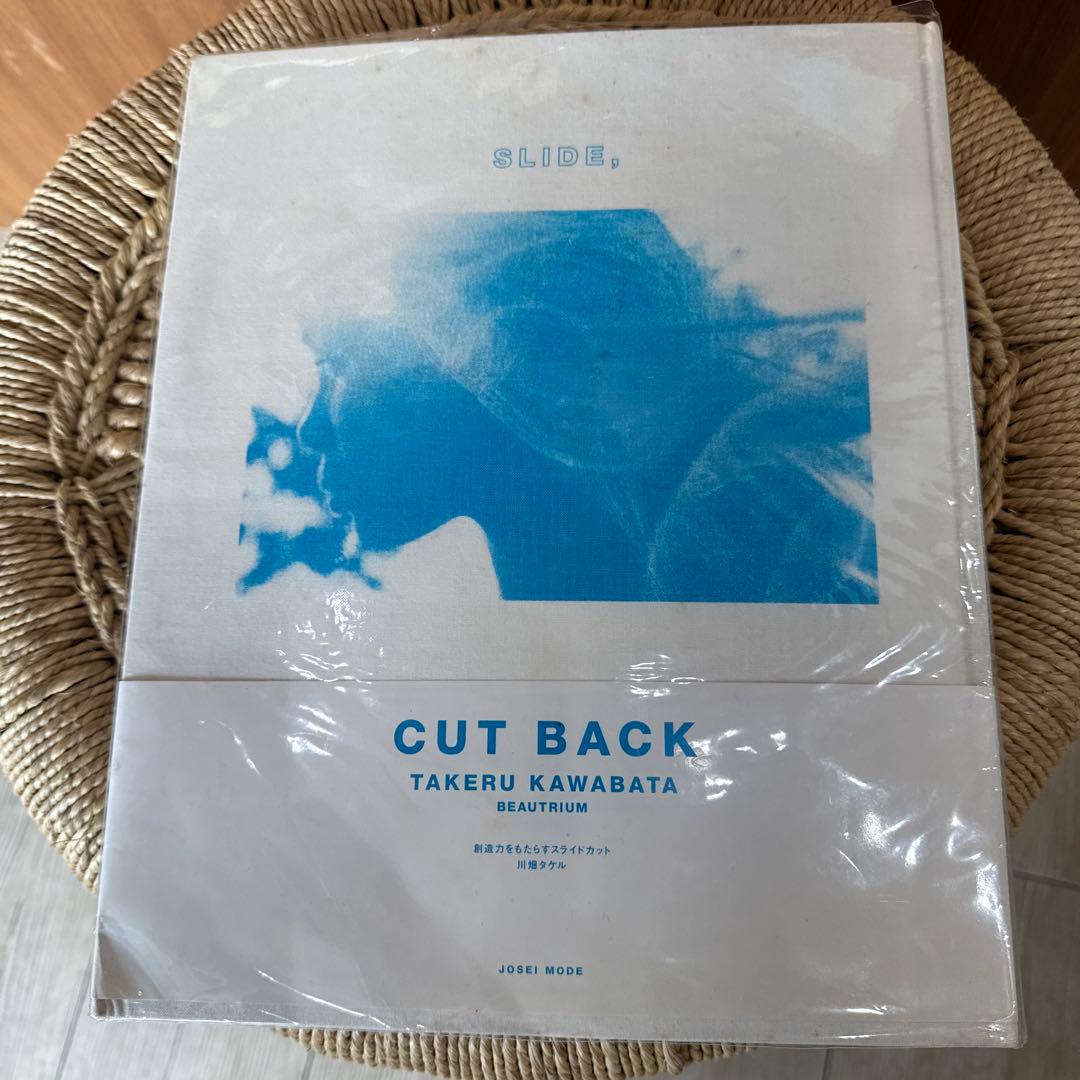 SLIDE,
CUT BACK
TAKERU KAWABATA
BEAUTRIUM
創造力をもたらすスライドカット
川畑タケル
JOSEI MODE